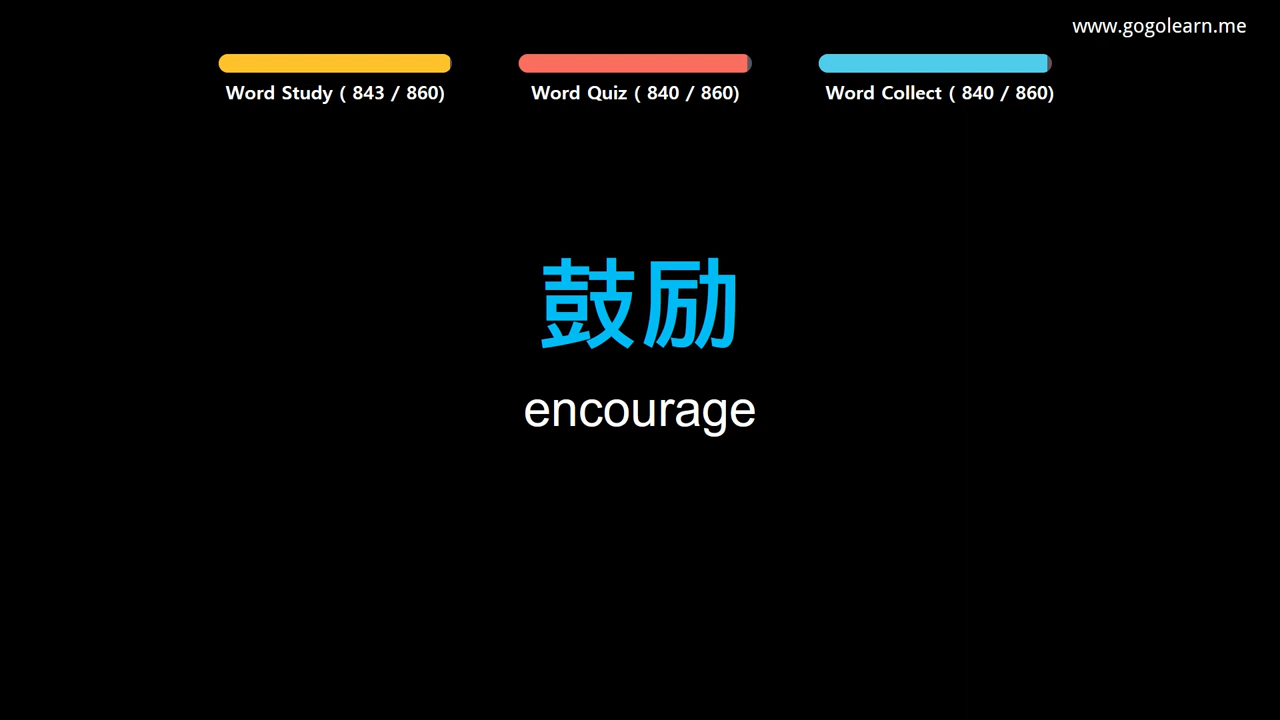 www.gogolearn.me
Word Study ( 843 / 860)
Word Quiz ( 840 / 860)
Word Collect ( 840 / 860)
鼓励
encourage